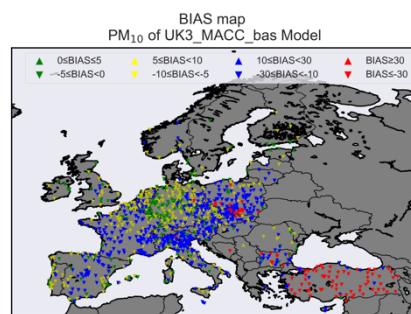 BIAS map
PM₁₀ of UK3_MACC_bas Model
0≤BIAS≤5 5≤BIAS<10 10≤BIAS<30 BIAS≥30
-5≤BIAS<0 -10≤BIAS<-5 -30≤BIAS<-10 BIAS≤-30